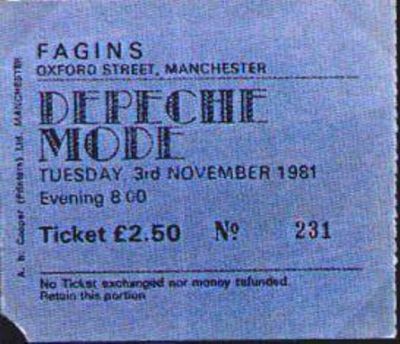 FAGINS
OXFORD STREET, MANCHESTER
DEPECHE
MODE
TUESDAY, 3rd NOVEMBER 1981
Evening 8.00
Ticket £2.50 Nº 231
No Ticket exchanged nor money refunded
Retain this portion
A. B. Cooper (Printers) Ltd. MANCHESTER